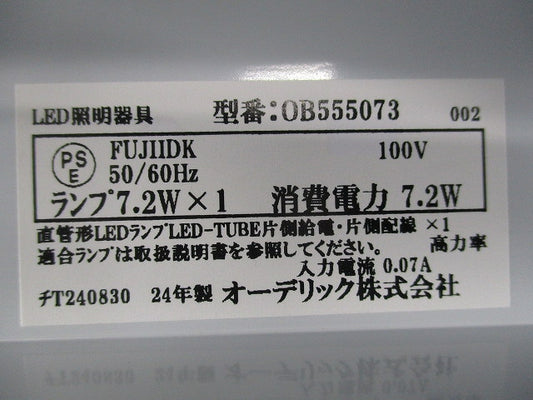 LED照明器具 型番:OB555073 002
PSE FUJIIDK 100V
50/60Hz
ランプ7.2W×1 消費電力 7.2W
直管形LEDランプLED-TUBE片側給電・片側配線 ×1
適合ランプは取扱説明書を参照してください。 高力率
入力電流 0.07A
チT240830 24年製 オーデリック株式会社